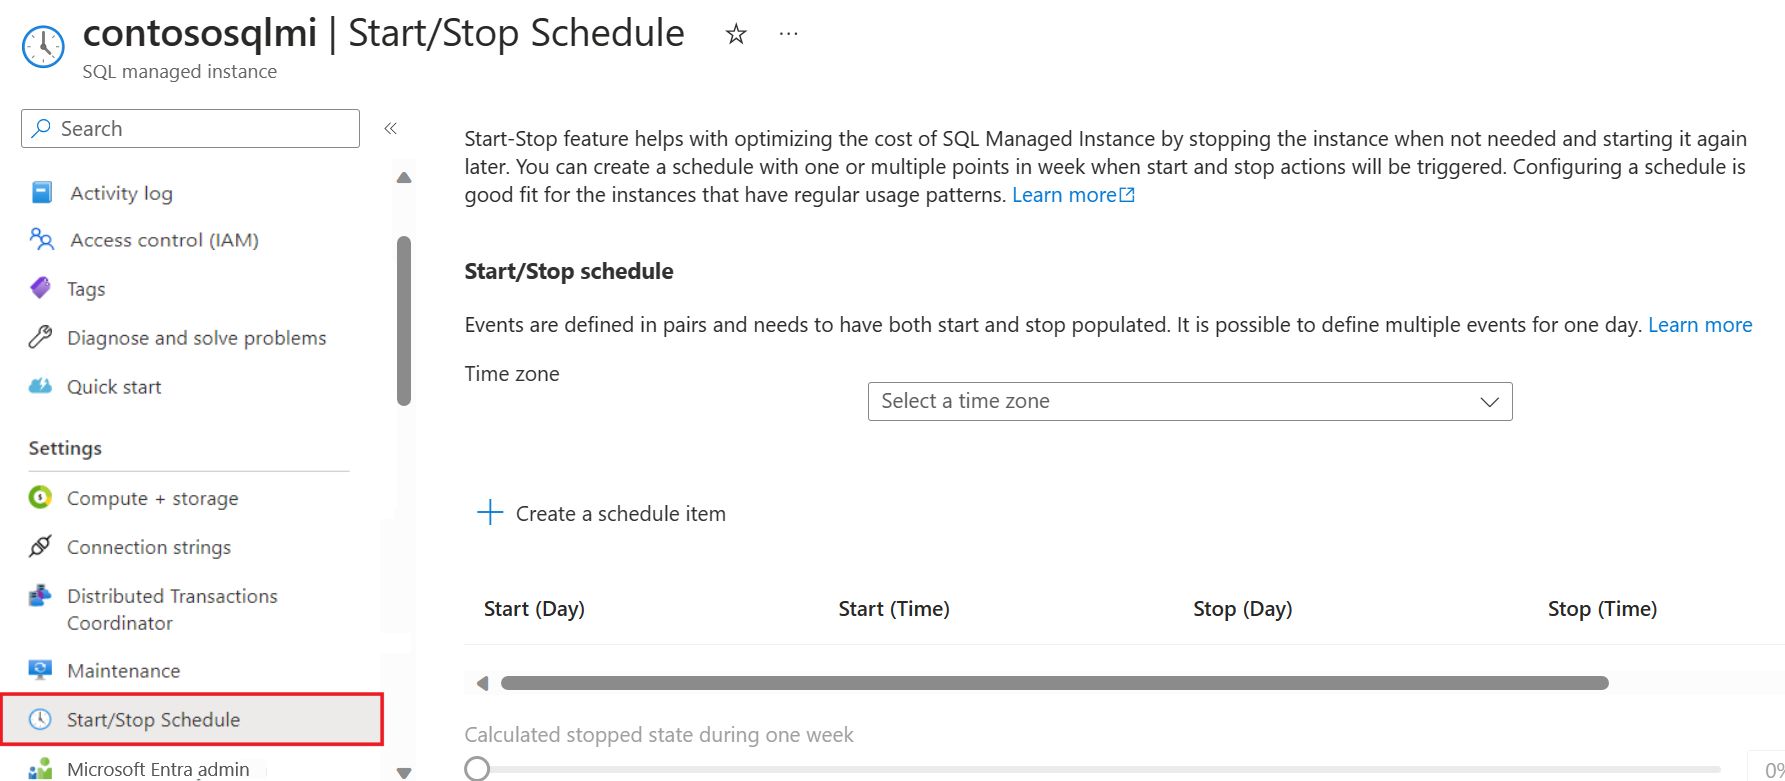 contososqlmi | Start/Stop Schedule
SQL managed instance
Search
Activity log
Access control (IAM)
Tags
Diagnose and solve problems
Quick start
Settings
Compute + storage
Connection strings
Distributed Transactions
Coordinator
Maintenance
Start/Stop Schedule
Microsoft Entra admin
Start-Stop feature helps with optimizing the cost of SQL Managed Instance by stopping the instance when not needed and starting it again
later. You can create a schedule with one or multiple points in week when start and stop actions will be triggered. Configuring a schedule is
good fit for the instances that have regular usage patterns. Learn more
Start/Stop schedule
Events are defined in pairs and needs to have both start and stop populated. It is possible to define multiple events for one day. Learn more
Time zone
Select a time zone
Create a schedule item
Start (Day) Start (Time) Stop (Day) Stop (Time)
Calculated stopped state during one week
0%